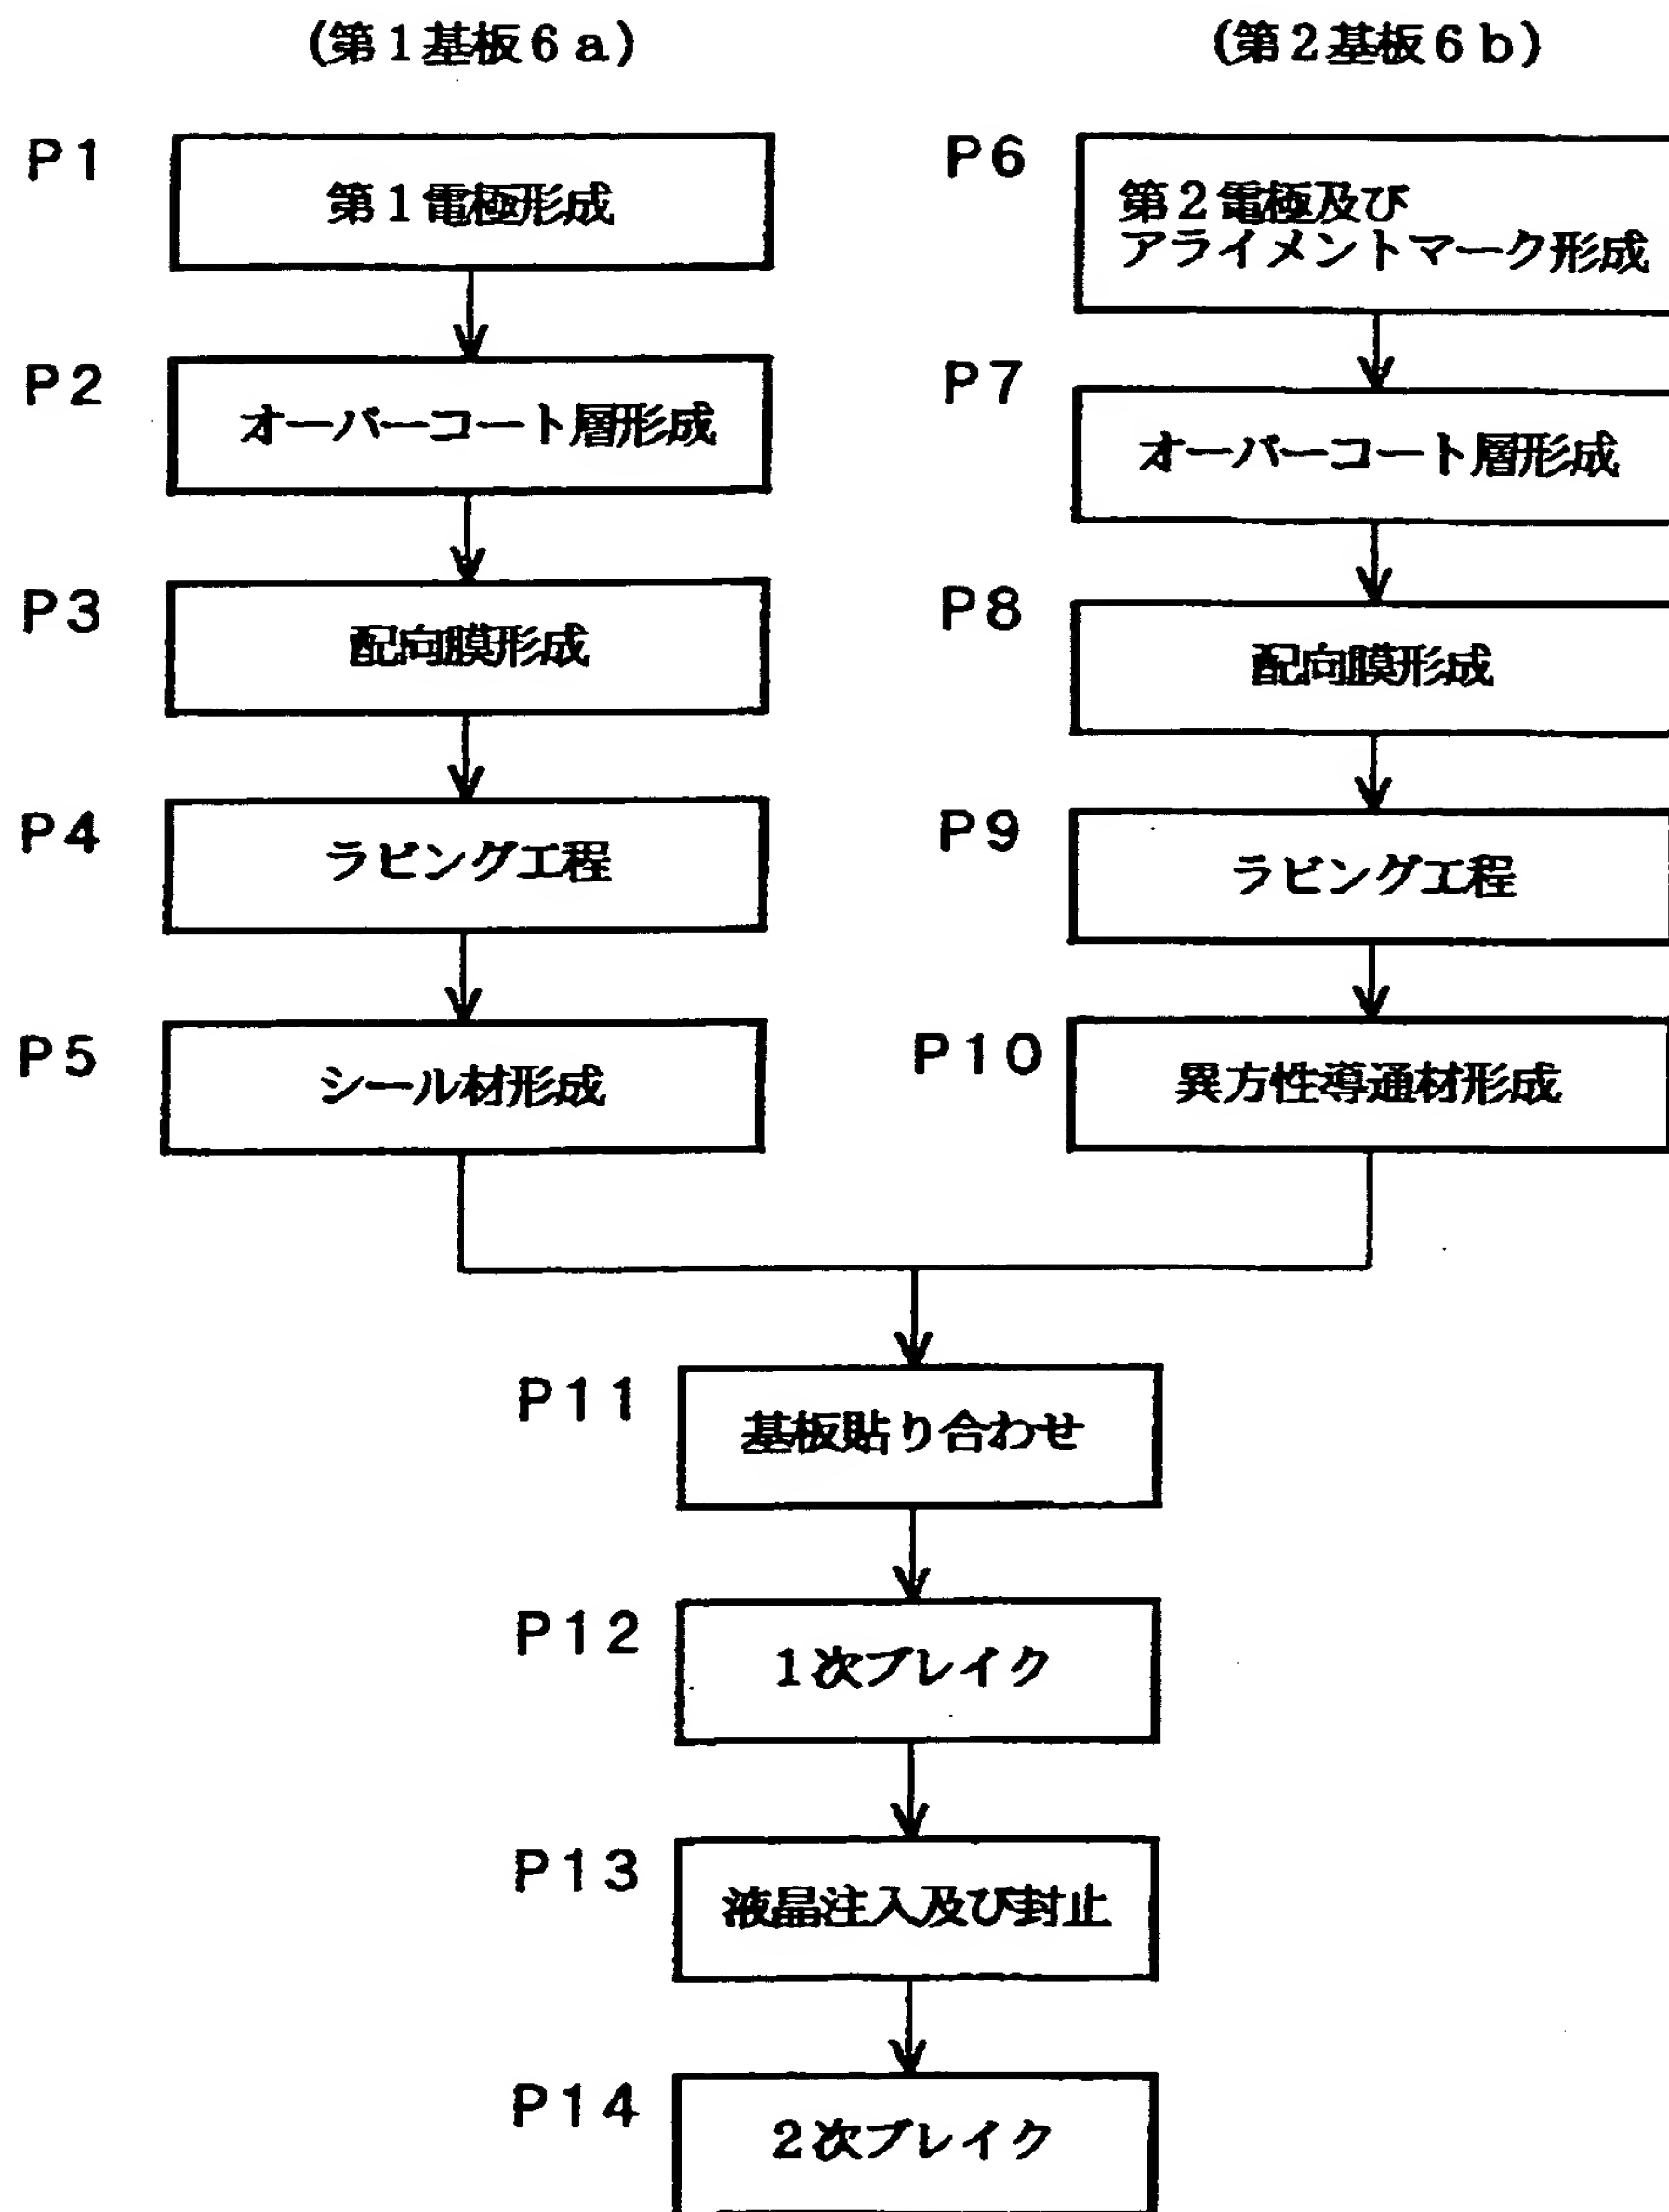 (第1基板6a)
P1
第1電極形成
P2
オーバーコート層形成
P3
配向膜形成
P4
ラビング工程
P5
シール材形成
(第2基板6b)
P6
第2電極及び
アライメントマーク形成
P7
オーバーコート層形成
P8
配向膜形成
P9
ラビング工程
P10
異方性導通材形成
P11
基板貼り合わせ
P12
1次ブレイク
P13
液晶注入及び封止
P14
2次ブレイク